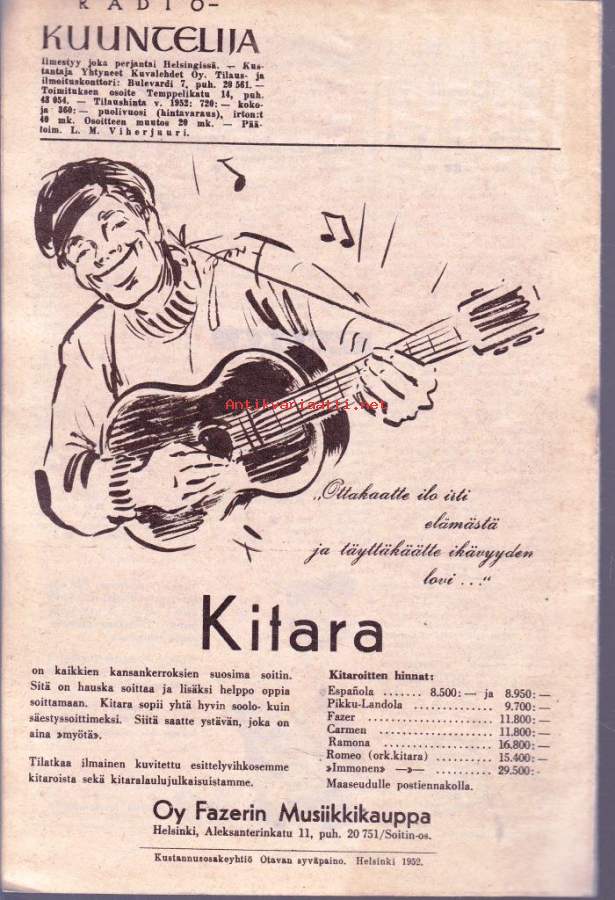 RADIO-
KUUNTELIJA
Ilmestyy joka perjantai Helsingissä. — Kus-
tantaja Yhtyneet Kuvalehdet Oy. Tilaus- ja
ilmoituskonttori: Bulevardi 7, puh. 20 561. —
Toimituksen osoite Temppelikatu 14, puh.
48 054. — Tilaushinta v. 1952: 720: — koko-
ja 360: — puolivuosi (hintavaraus), irton:t
40 mk. Osoitteen muutos 20 mk. — Pää-
toim. L. M. Viherjuuri.
Antikvariaatti.net
„Ottakaatte ilo irti
elämästä
ja täyttäkäätte ikävyyden
lovi . . .“
Kitara
on kaikkien kansankerroksien suosima soitin.
Sitä on hauska soittaa ja lisäksi helppo oppia
soittamaan. Kitara sopii yhtä hyvin soolo- kuin
säestyssoittimeksi. Siitä saatte ystävän, joka on
aina »myötä».
Tilatkaa ilmainen kuvitettu esittelyvihkosemme
kitaroista sekä kitaralaulujulkaisuistamme.
Kitaroitten hinnat:
Española ....... 8.500: — ja 8.950: —
Pikku-Landola ................ 9.700: —
Fazer ...................... 11.800: —
Carmen .................... 11.800: —
Ramona .................... 16.800: —
Romeo (ork.kitara) .......... 15.400: —
»Immonen» —»— .......... 29.500: -
Maaseudulle postiennakolla.
Oy Fazerin Musiikkikauppa
Helsinki, Aleksanterinkatu 11, puh. 20 751/Soitin-os.
Kustannusosakeyhtiö Otavan syväpaino. Helsinki 1952.